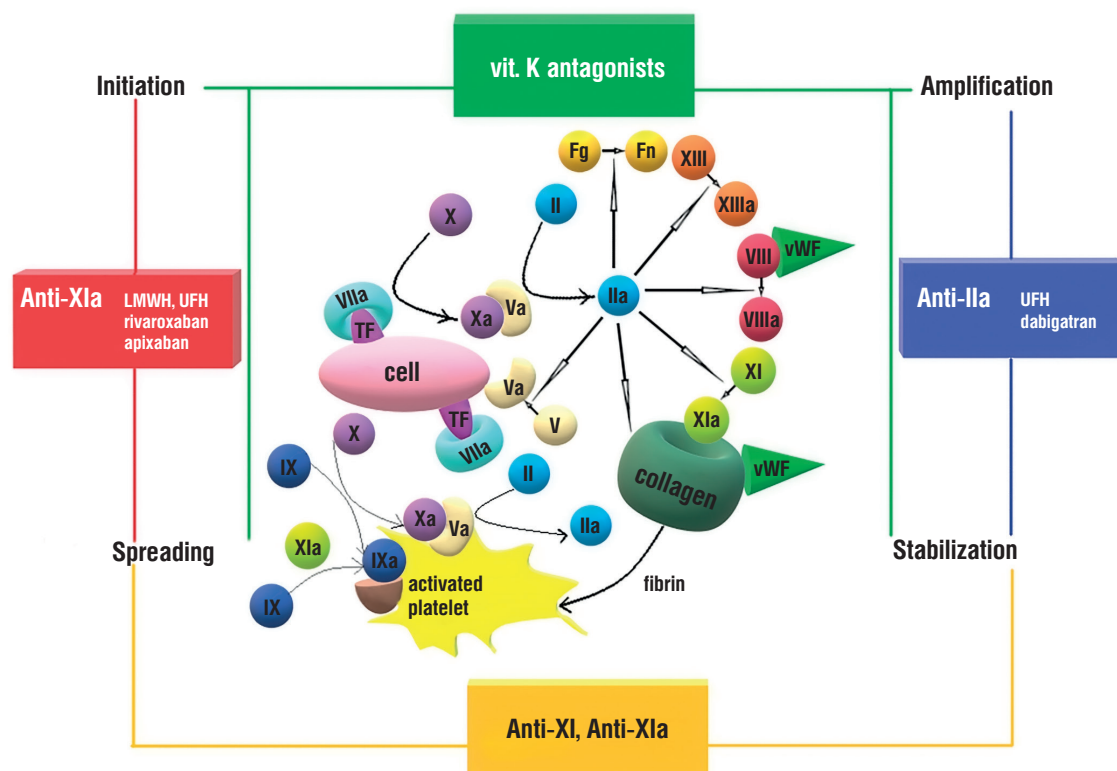 vit. K antagonists
Initiation
Amplification
Fg
Fn
XIII
XIIIa
X
II
VIII
vWF
VIIa
TF
Xa
Va
IIa
VIIIa
Anti-XIa
LMWH, UFH
rivaroxaban
apixaban
Anti-IIa
UFH
dabigatran
cell
Va
XI
V
XIa
TF
VIIa
X
IX
II
collagen
vWF
Xa
Va
IIa
Spreading
XIa
IXa
Stabilization
activated
platelet
fibrin
IX
Anti-XI, Anti-XIa